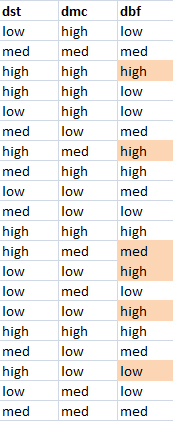 dst dmc dbf
low high low
med med med
high high high
high high low
low high low
med low med
high med high
med high high
low low med
med low low
high high high
high med med
low low high
low med low
low low high
high high high
med low med
high low low
low med low
med med med